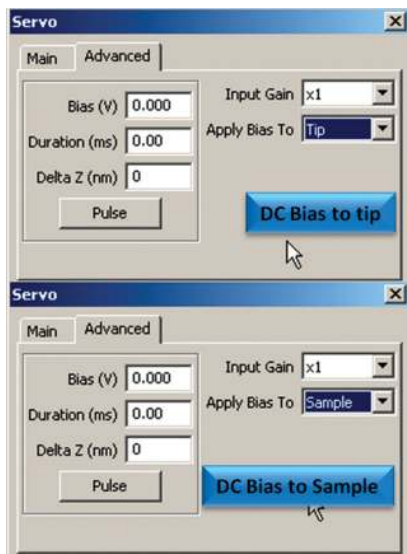 Servo
Main Advanced
Bias (V) 0.000
Input Gain x1
Duration (ms) 0.00
Apply Bias To Tip
Delta Z (nm) 0
Pulse
DC Bias to tip
Servo
Main Advanced
Bias (V) 0.000
Input Gain x1
Duration (ms) 0.00
Apply Bias To Sample
Delta Z (nm) 0
Pulse
DC Bias to Sample